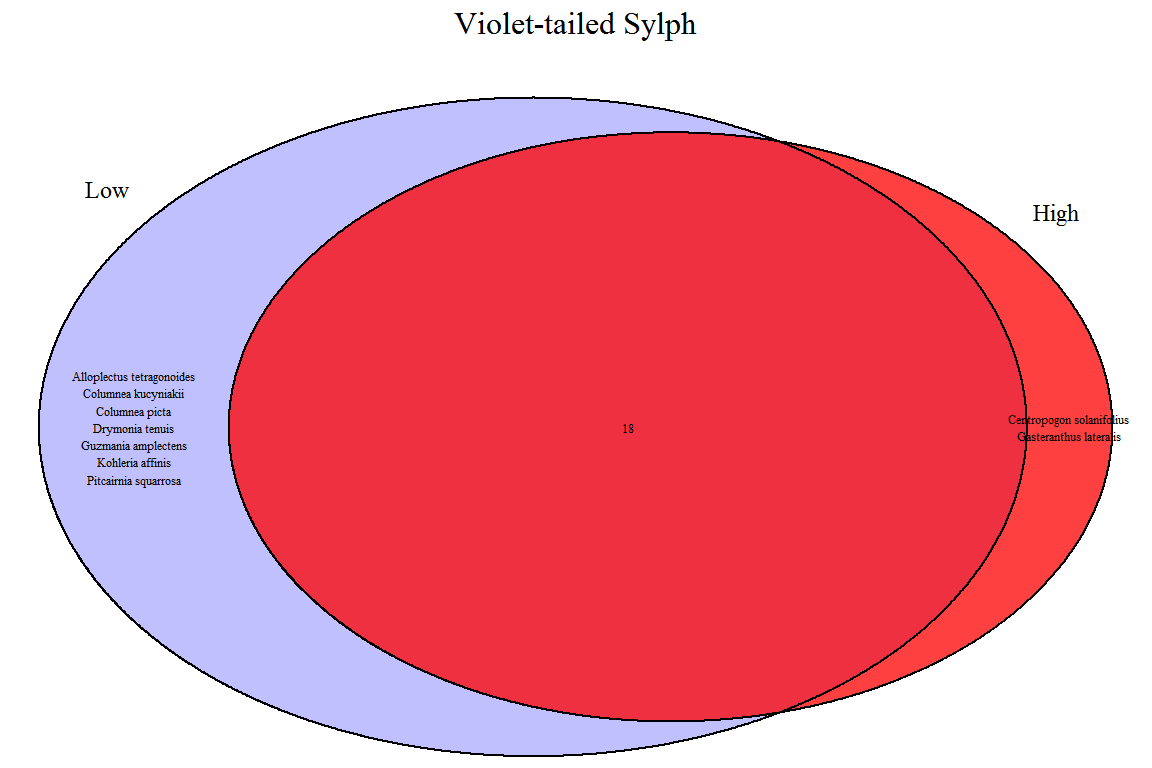 Violet-tailed Sylph
Low
High
Alloplectus tetragonoides
Columnea kucyniakii
Columnea picta
Drymonia tenuis
Guzmania amplectens
Kohleria affinis
Pitcairnia squarrosa
18
Centropogon solanifolius
Gasteranthus lateralis